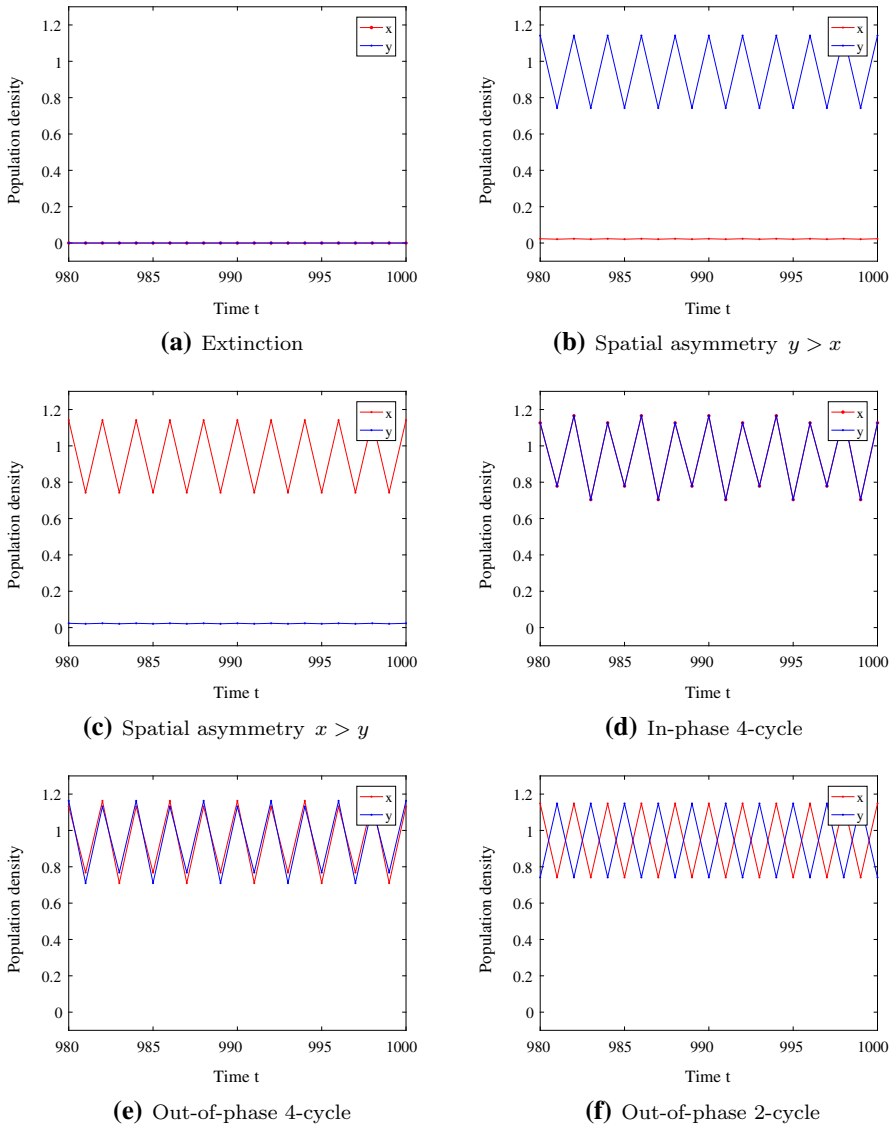 1.2
1
0.8
0.6
0.4
0.2
0
Population density
x
y
980 985 990 995 1000
Time t
(a) Extinction
1.2
1
0.8
0.6
0.4
0.2
0
Population density
x
y
980 985 990 995 1000
Time t
(b) Spatial asymmetry y > x
1.2
1
0.8
0.6
0.4
0.2
0
Population density
x
y
980 985 990 995 1000
Time t
(c) Spatial asymmetry x > y
1.2
1
0.8
0.6
0.4
0.2
0
Population density
x
y
980 985 990 995 1000
Time t
(d) In-phase 4-cycle
1.2
1
0.8
0.6
0.4
0.2
0
Population density
x
y
980 985 990 995 1000
Time t
(e) Out-of-phase 4-cycle
1.2
1
0.8
0.6
0.4
0.2
0
Population density
x
y
980 985 990 995 1000
Time t
(f) Out-of-phase 2-cycle